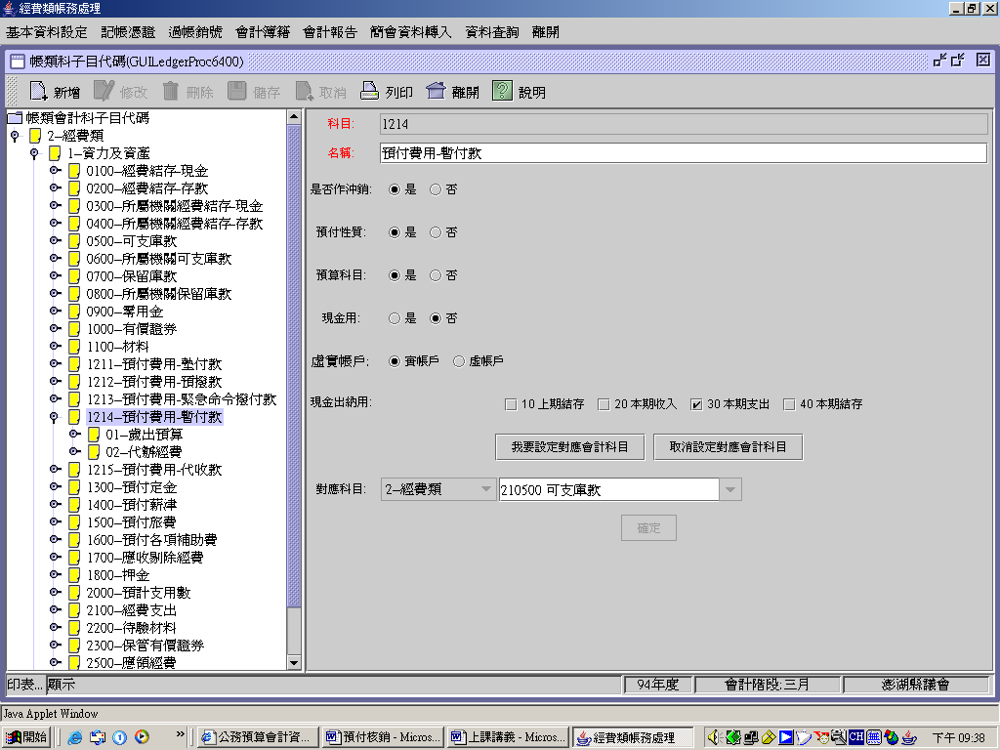 經費類帳務處理
基本資料設定 記帳憑證 過帳銷號 會計簿籍 會計報告 簡會資料轉入 資料查詢 離開
帳類科子目代碼(GUILedgerProc6400)
新增 修改 刪除 儲存 取消 列印 離開 說明
帳類會計科子目代碼
2--經費類
1--資力及資產
0100--經費結存-現金
0200--經費結存-存款
0300--所屬機關經費結存-現金
0400--所屬機關經費結存-存款
0500--可支庫款
0600--所屬機關可支庫款
0700--保留庫款
0800--所屬機關保留庫款
0900--零用金
1000--有價證券
1100--材料
1211--預付費用-墊付款
1212--預付費用-預撥款
1213--預付費用-緊急命令撥付款
1214--預付費用-暫付款
01--歲出預算
02--代辦經費
1215--預付費用-代收款
1300--預付定金
1400--預付薪津
1500--預付旅費
1600--預付各項補助費
1700--應收剔除經費
1800--押金
2000--預計支用數
2100--經費支出
2200--待驗材料
2300--保管有價證券
2500--應領經費
科目: 1214
名稱: 預付費用-暫付款
是否作沖銷: 是 否
預付性質: 是 否
預算科目: 是 否
現金用: 是 否
虛實帳戶: 實帳戶 虛帳戶
現金出納用: 10 上期結存 20 本期收入 30 本期支出 40 本期結存
我要設定對應會計科目 取消設定對應會計科目
對應科目: 2--經費類 210500 可支庫款
確定
印表... 顯示 94年度 會計階段:三月 澎湖縣議會
Java Applet Window
開始 公務預算會計資... 預付核銷 - Micros... 上課講義 - Micros... 經費類帳務處理 CH 下午 09:38